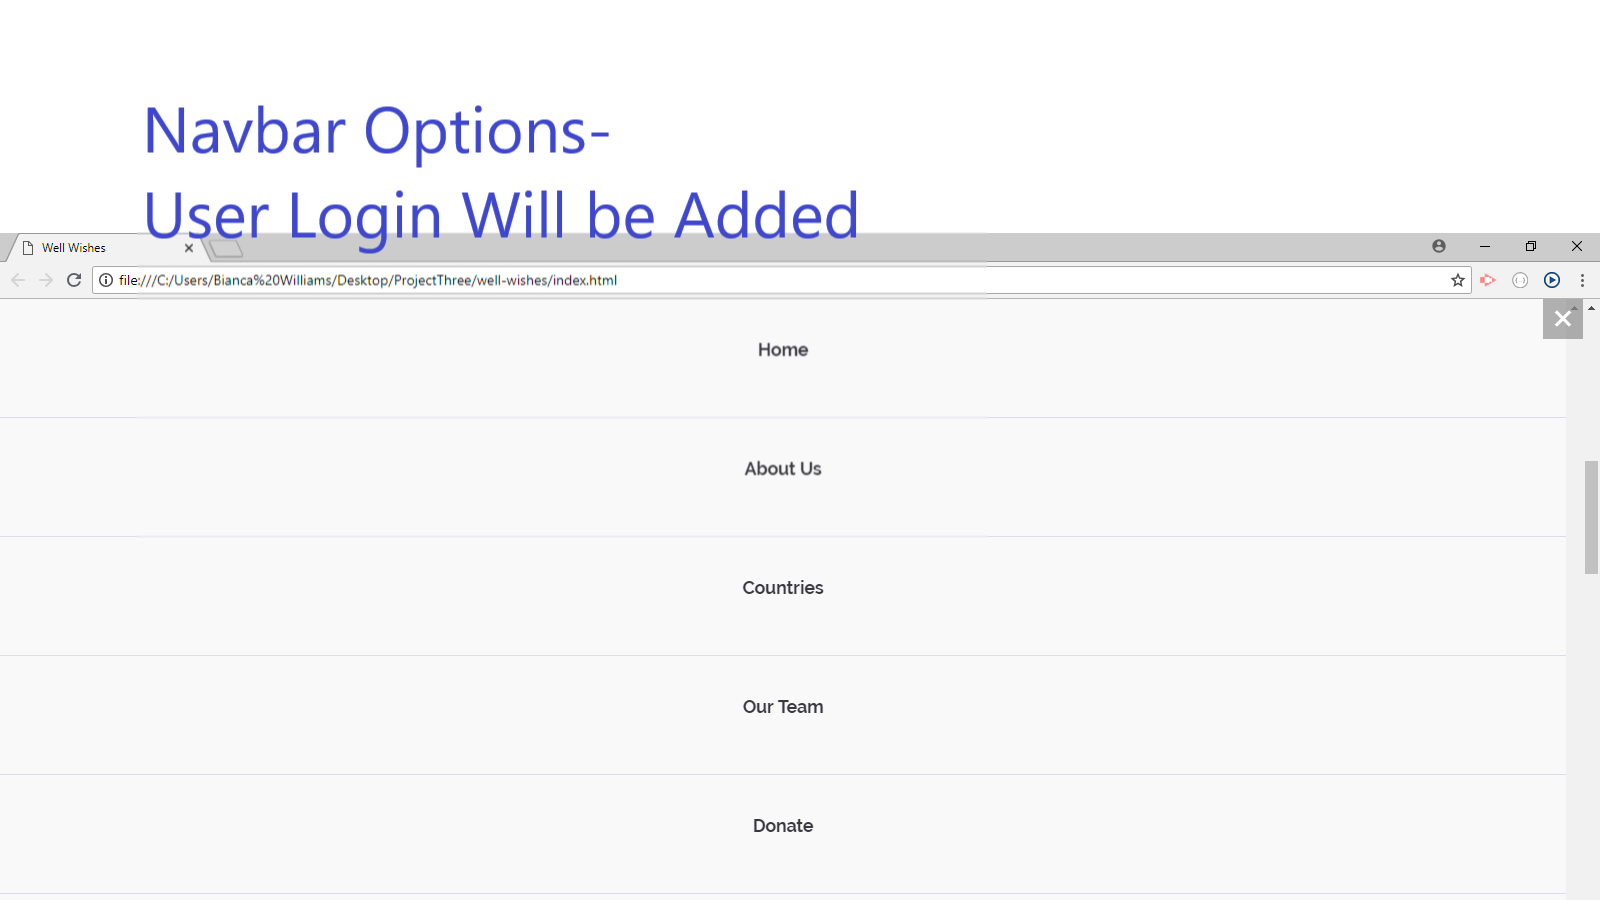 Navbar Options-
User Login Will be Added
Well Wishes
file:///C:/Users/Bianca%20Williams/Desktop/ProjectThree/well-wishes/index.html
Home
About Us
Countries
Our Team
Donate